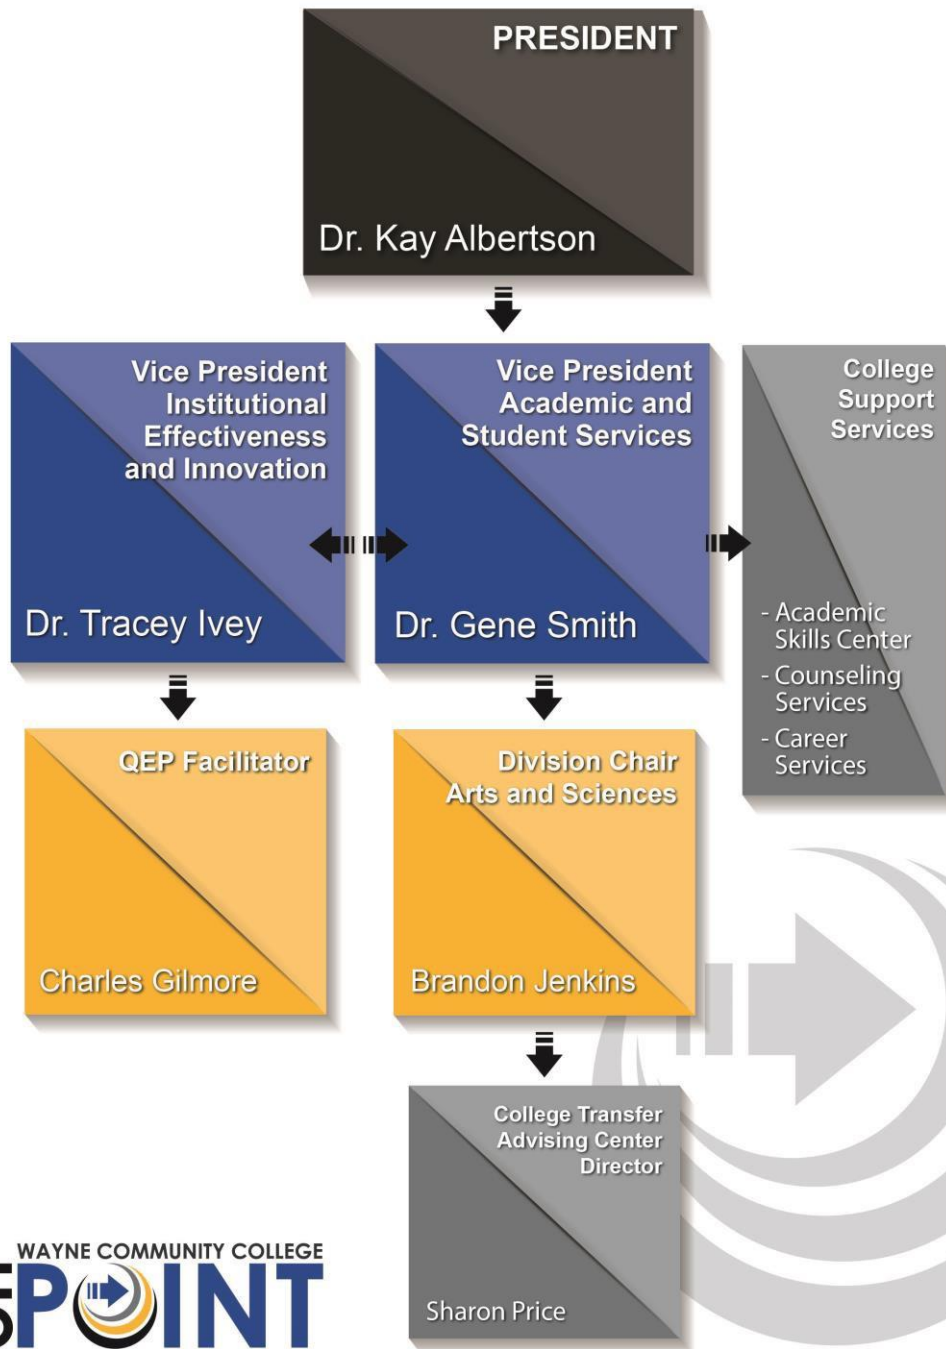 PRESIDENT
Dr. Kay Albertson
Vice President
Institutional
Effectiveness
and Innovation
Dr. Tracey Ivey
Vice President
Academic and
Student Services
Dr. Gene Smith
College
Support
Services
- Academic
Skills Center
- Counseling
Services
- Career
Services
QEP Facilitator
Charles Gilmore
Division Chair
Arts and Sciences
Brandon Jenkins
College Transfer
Advising Center
Director
Sharon Price
WAYNE COMMUNITY COLLEGE
POINT